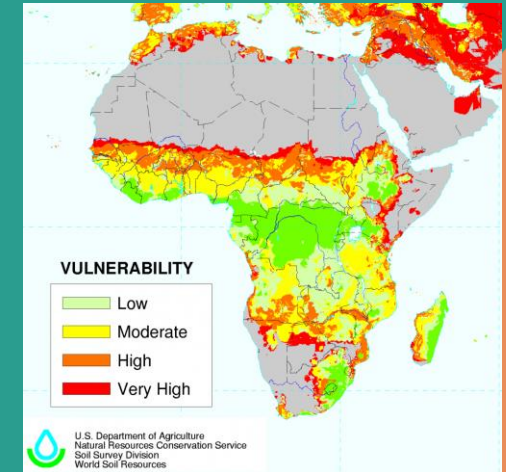 VULNERABILITY
Low
Moderate
High
Very High
U.S. Department of Agriculture
Natural Resources Conservation Service
Soil Survey Division
World Soil Resources